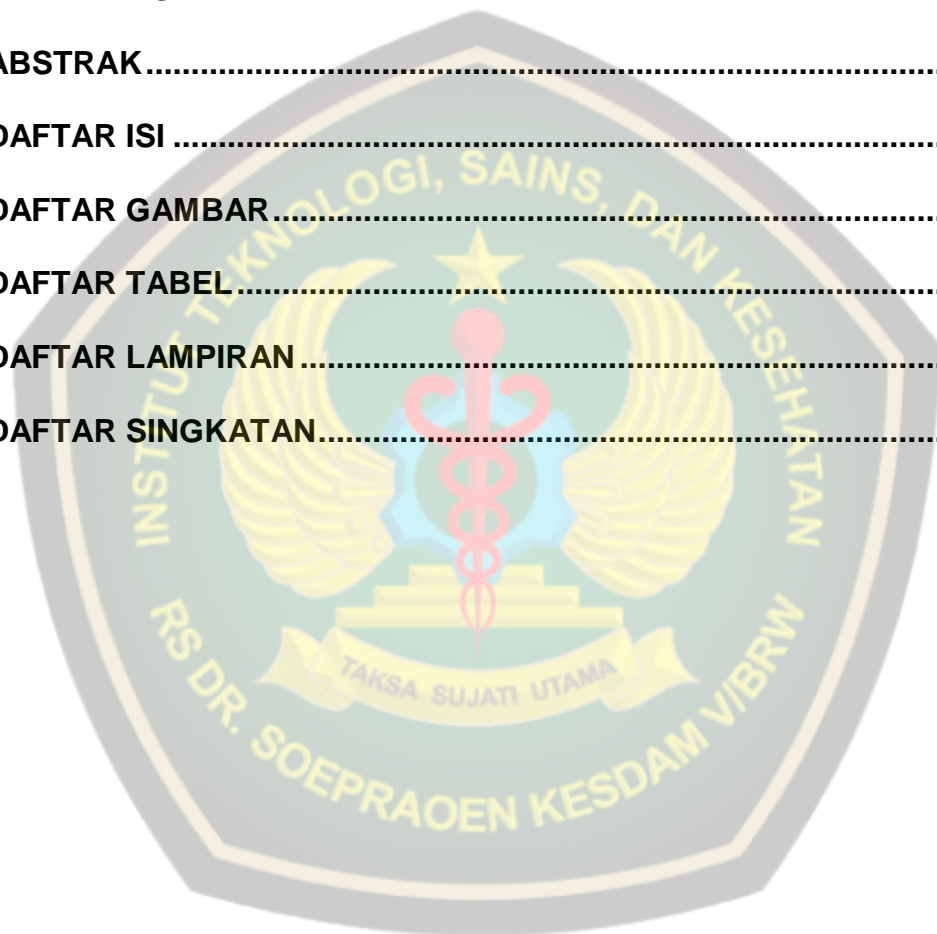 ABSTRAK
DAFTAR ISI
DAFTAR GAMBAR
DAFTAR TABEL
DAFTAR LAMPIRAN
DAFTAR SINGKATAN
INSTITUT TEKNOLOGI, SAINS, DAN KESEHATAN
TAKSA SUJATI UTAMA
RS DR. SOEPRAOEN KESDAM V/BRW